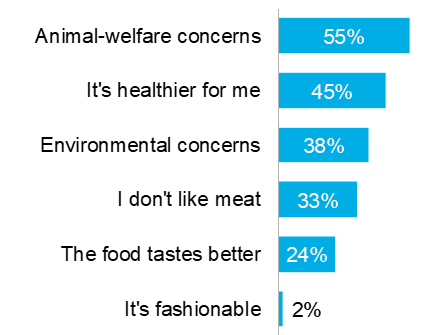 Animal-welfare concerns 55%
It's healthier for me 45%
Environmental concerns 38%
I don't like meat 33%
The food tastes better 24%
It's fashionable 2%